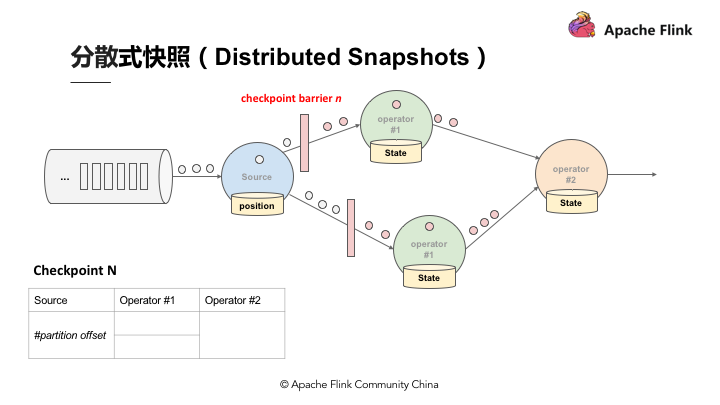 Apache Flink
分散式快照（Distributed Snapshots）
checkpoint barrier n
operator
#1
State
...
Source
position
operator
#2
State
operator
#1
State
Checkpoint N
Source Operator #1 Operator #2
#partition offset
© Apache Flink Community China